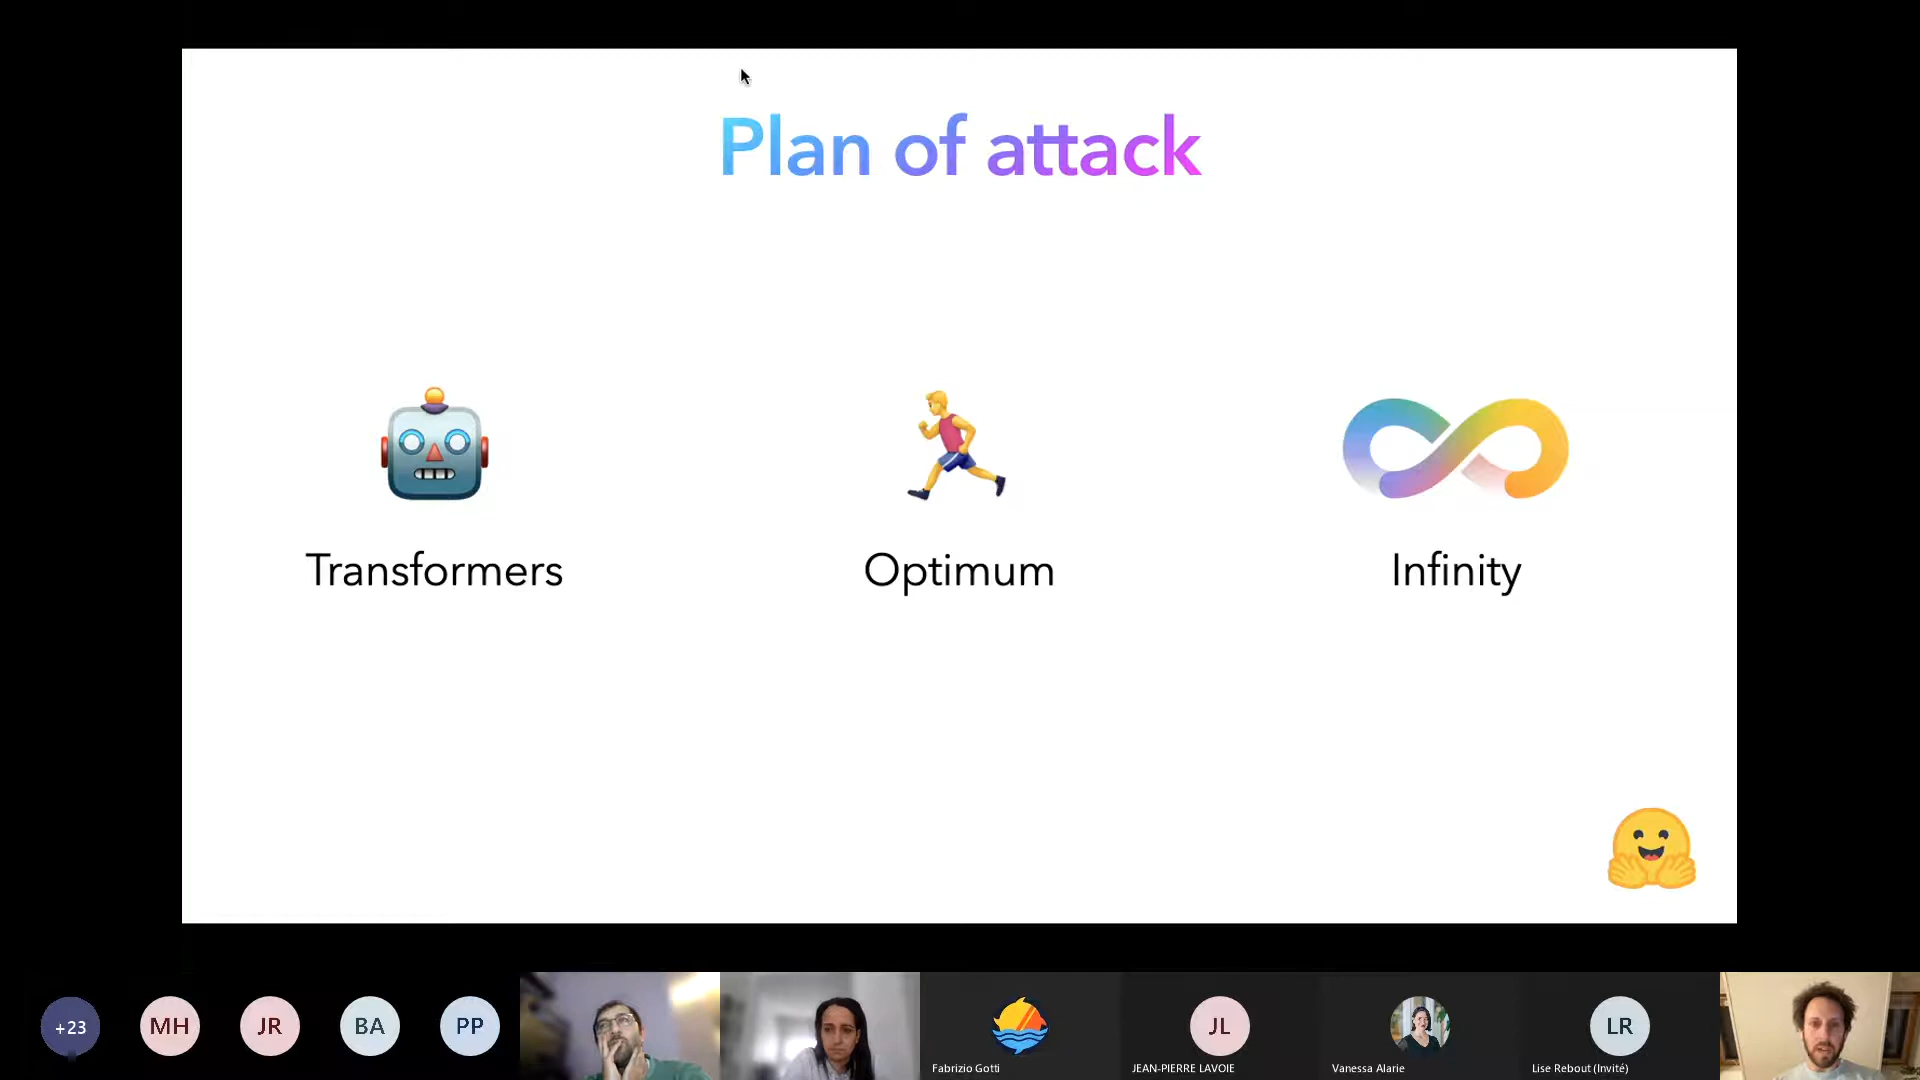 Plan of attack
Transformers
Optimum
Infinity
+23
MH
JR
BA
PP
JL
LR
Fabrizio Gotti
JEAN-PIERRE LAVOIE
Vanessa Alarie
Lise Rebout (Invité)